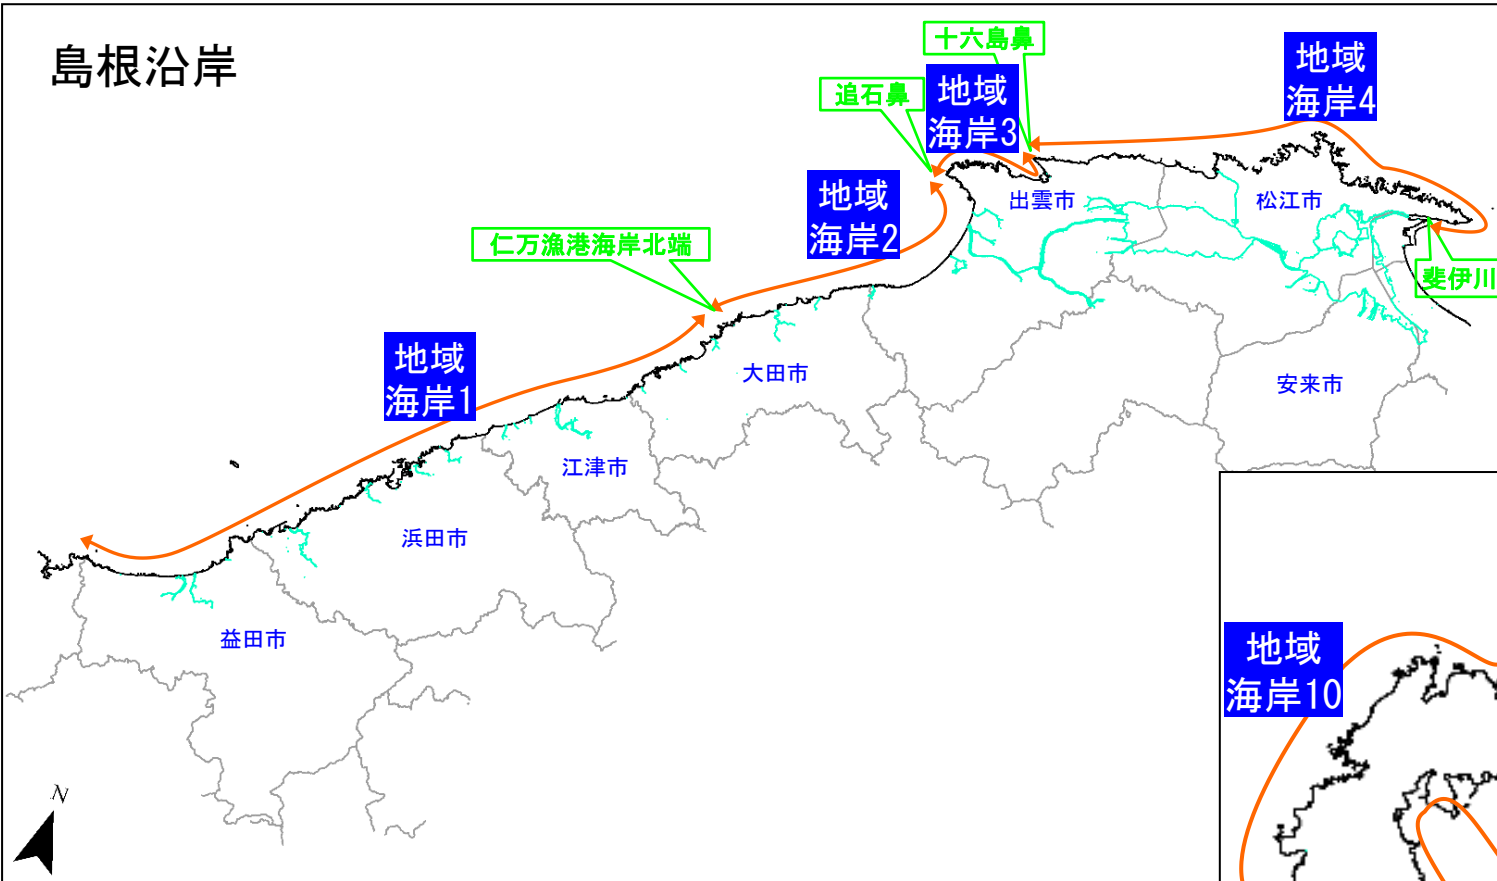 島根沿岸
十六島鼻
追石鼻
地域
海岸3
地域
海岸4
地域
海岸2
出雲市
松江市
仁万漁港海岸北端
斐伊川
地域
海岸1
大田市
安来市
江津市
浜田市
益田市
地域
海岸10
N